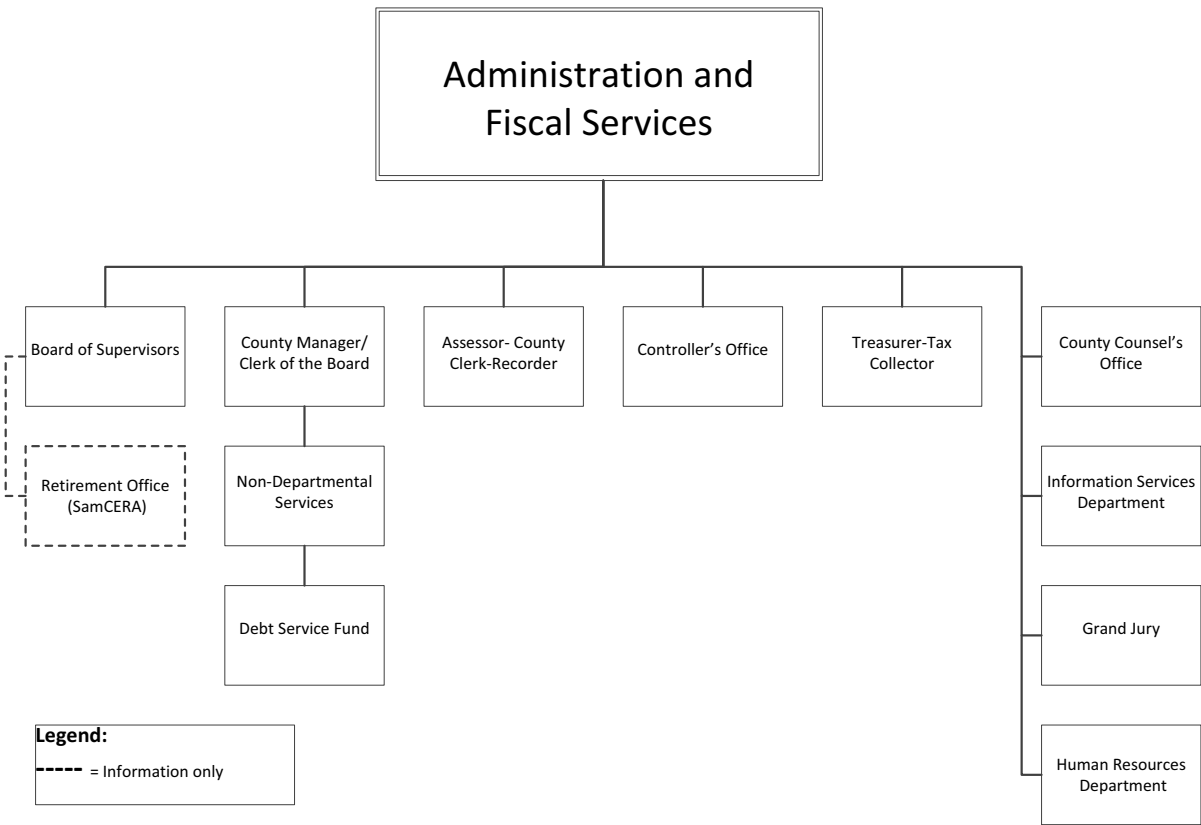 Administration and
Fiscal Services
Board of Supervisors
County Manager/
Clerk of the Board
Assessor- County
Clerk-Recorder
Controller’s Office
Treasurer-Tax
Collector
County Counsel’s
Office
Retirement Office
(SamCERA)
Non-Departmental
Services
Information Services
Department
Debt Service Fund
Grand Jury
Legend:
= Information only
Human Resources
Department